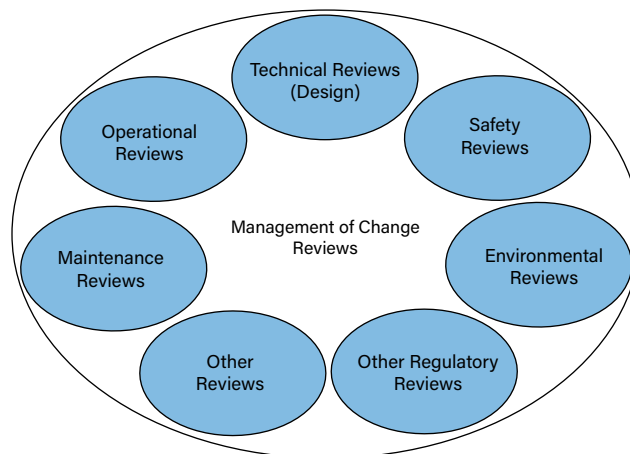 Technical Reviews
(Design)
Safety
Reviews
Environmental
Reviews
Other Regulatory
Reviews
Other
Reviews
Maintenance
Reviews
Operational
Reviews
Management of Change
Reviews